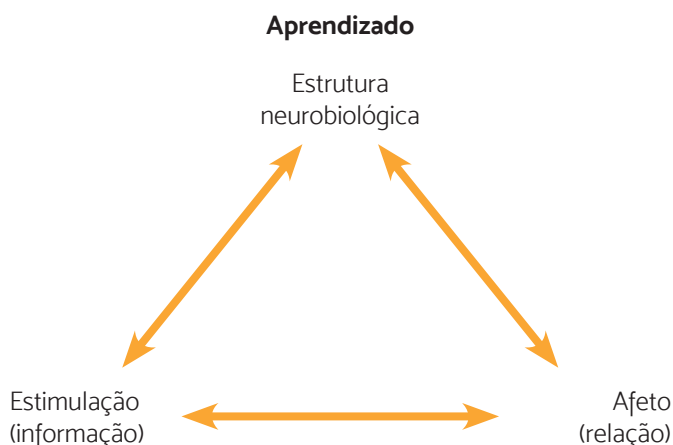 Aprendizado
Estrutura
neurobiológica
Estimulação
(informação)
Afeto
(relação)